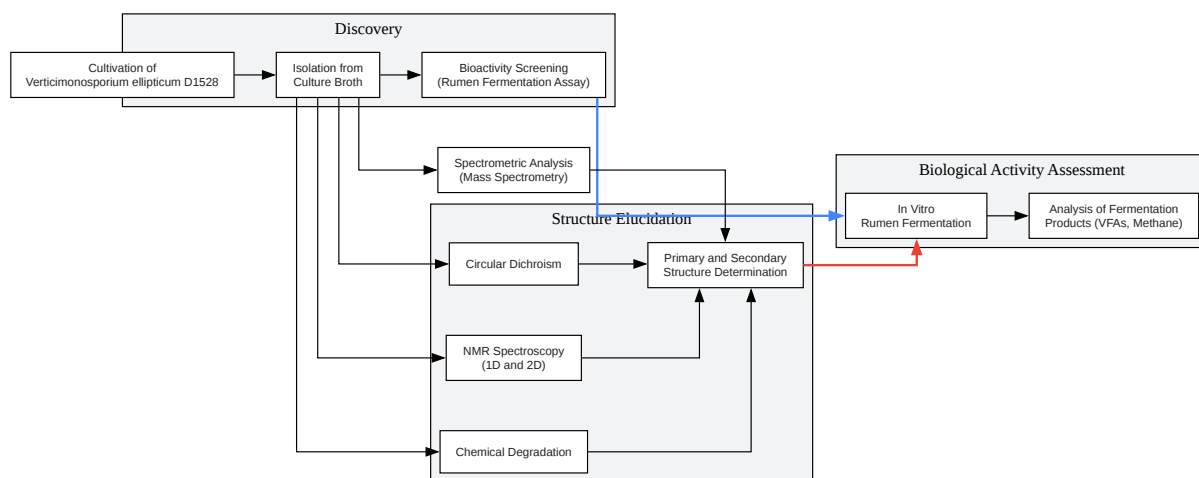 Discovery
Cultivation of
Verticimonosporium ellipticum D1528
Isolation from
Culture Broth
Bioactivity Screening
(Rumen Fermentation Assay)
Spectrometric Analysis
(Mass Spectrometry)
Biological Activity Assessment
In Vitro
Rumen Fermentation
Analysis of Fermentation
Products (VFAs, Methane)
Structure Elucidation
Circular Dichroism
Primary and Secondary
Structure Determination
NMR Spectroscopy
(1D and 2D)
Chemical Degradation